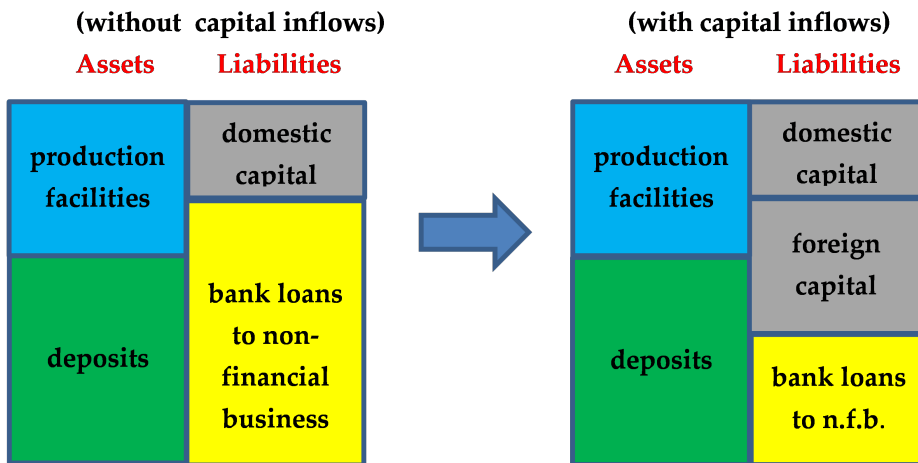 (without capital inflows)
Assets
Liabilities
production
facilities
deposits
domestic
capital
bank loans
to non-
financial
business
(with capital inflows)
Assets
Liabilities
production
facilities
deposits
domestic
capital
foreign
capital
bank loans
to n.f.b.